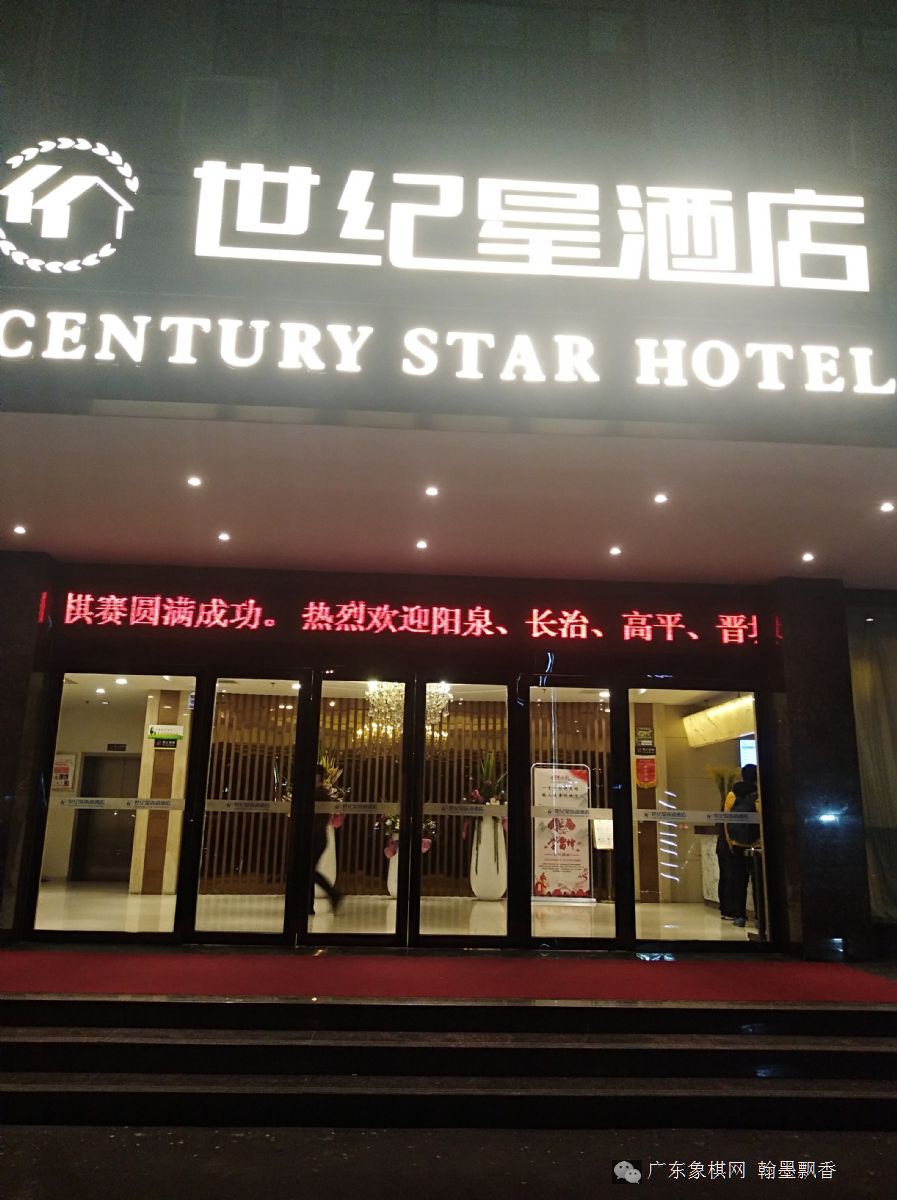 世纪星酒店
CENTURY STAR HOTEL
棋赛圆满成功。 热烈欢迎阳泉、长治、高平、晋
广东象棋网 翰墨飘香